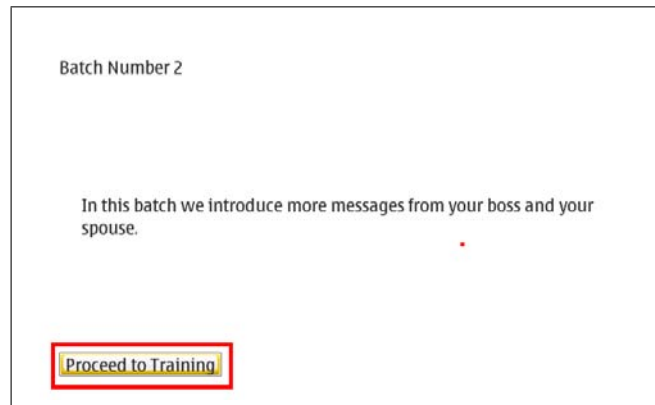 Batch Number 2
In this batch we introduce more messages from your boss and your
spouse.
Proceed to Training